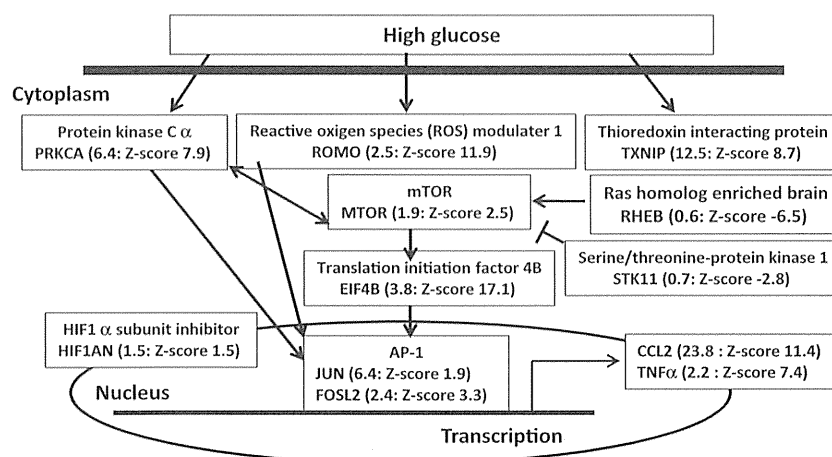 High glucose
Cytoplasm
Protein kinase C α
PRKCA (6.4: Z-score 7.9)
Reactive oxigen species (ROS) modulater 1
ROMO (2.5: Z-score 11.9)
Thioredoxin interacting protein
TXNIP (12.5: Z-score 8.7)
mTOR
MTOR (1.9: Z-score 2.5)
Ras homolog enriched brain
RHEB (0.6: Z-score -6.5)
Translation initiation factor 4B
EIF4B (3.8: Z-score 17.1)
Serine/threonine-protein kinase 1
STK11 (0.7: Z-score -2.8)
HIF1 α subunit inhibitor
HIF1AN (1.5: Z-score 1.5)
AP-1
JUN (6.4: Z-score 1.9)
FOSL2 (2.4: Z-score 3.3)
CCL2 (23.8 : Z-score 11.4)
TNFα (2.2 : Z-score 7.4)
Nucleus
Transcription